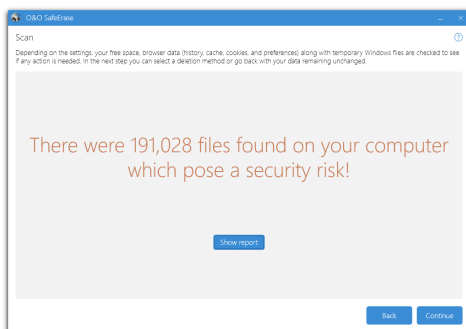 O&O SafeErase
Scan
Depending on the settings, your free space, browser data (history, cache, cookies, and preferences) along with temporary Windows files are checked to see
if any action is needed. In the next step you can select a deletion method or go back with your data remaining unchanged.
There were 191,028 files found on your computer
which pose a security risk!
Show report
Back Continue